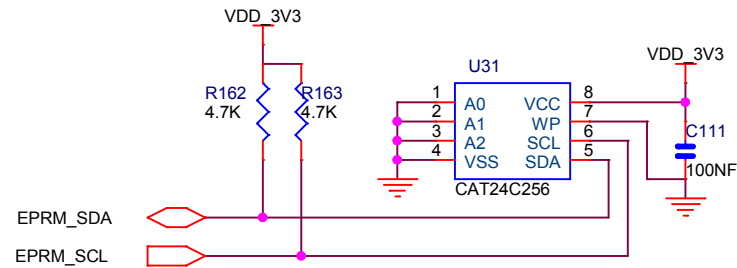 VDD_3V3
U31
VDD_3V3
R162
4.7K
R163
4.7K
1 A0 VCC 8
2 A1 WP 7
3 A2 SCL 6
4 VSS SDA 5
C111
100NF
CAT24C256
EPRM_SDA
EPRM_SCL